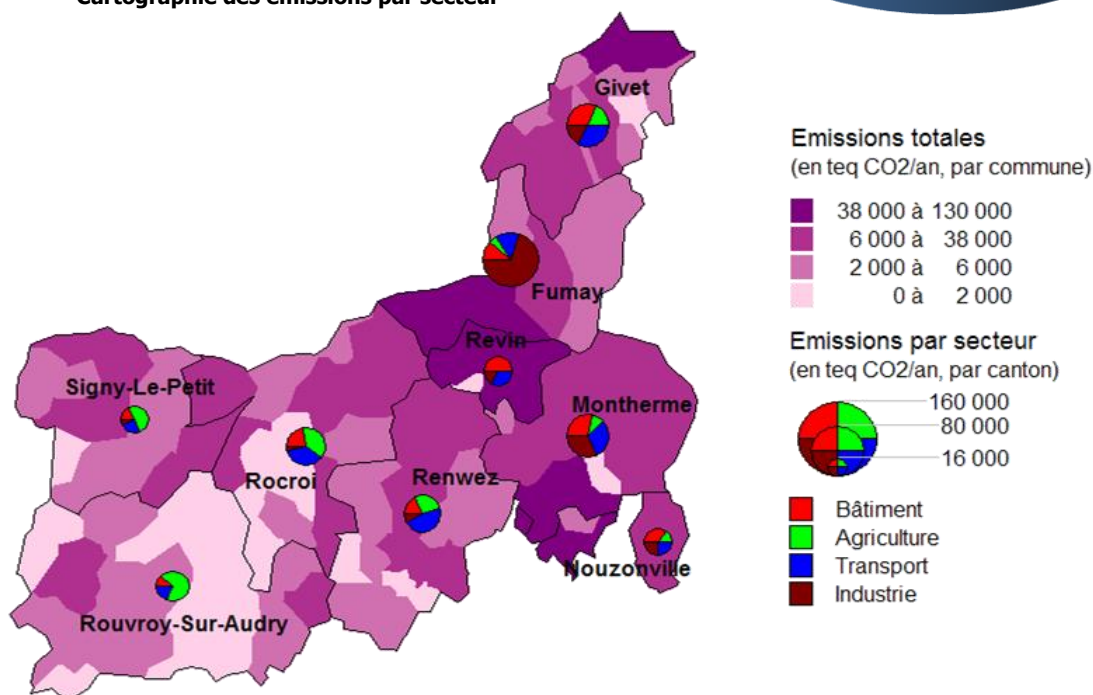 Cartographie des émissions par secteur
Givet
Fumay
Revin
Signy-Le-Petit
Montherme
Rocroi
Renwez
Nouzonville
Rouvroy-Sur-Audry
Emissions totales
(en teq CO2/an, par commune)
38 000 à 130 000
6 000 à 38 000
2 000 à 6 000
0 à 2 000
Emissions par secteur
(en teq CO2/an, par canton)
160 000
80 000
16 000
Bâtiment
Agriculture
Transport
Industrie